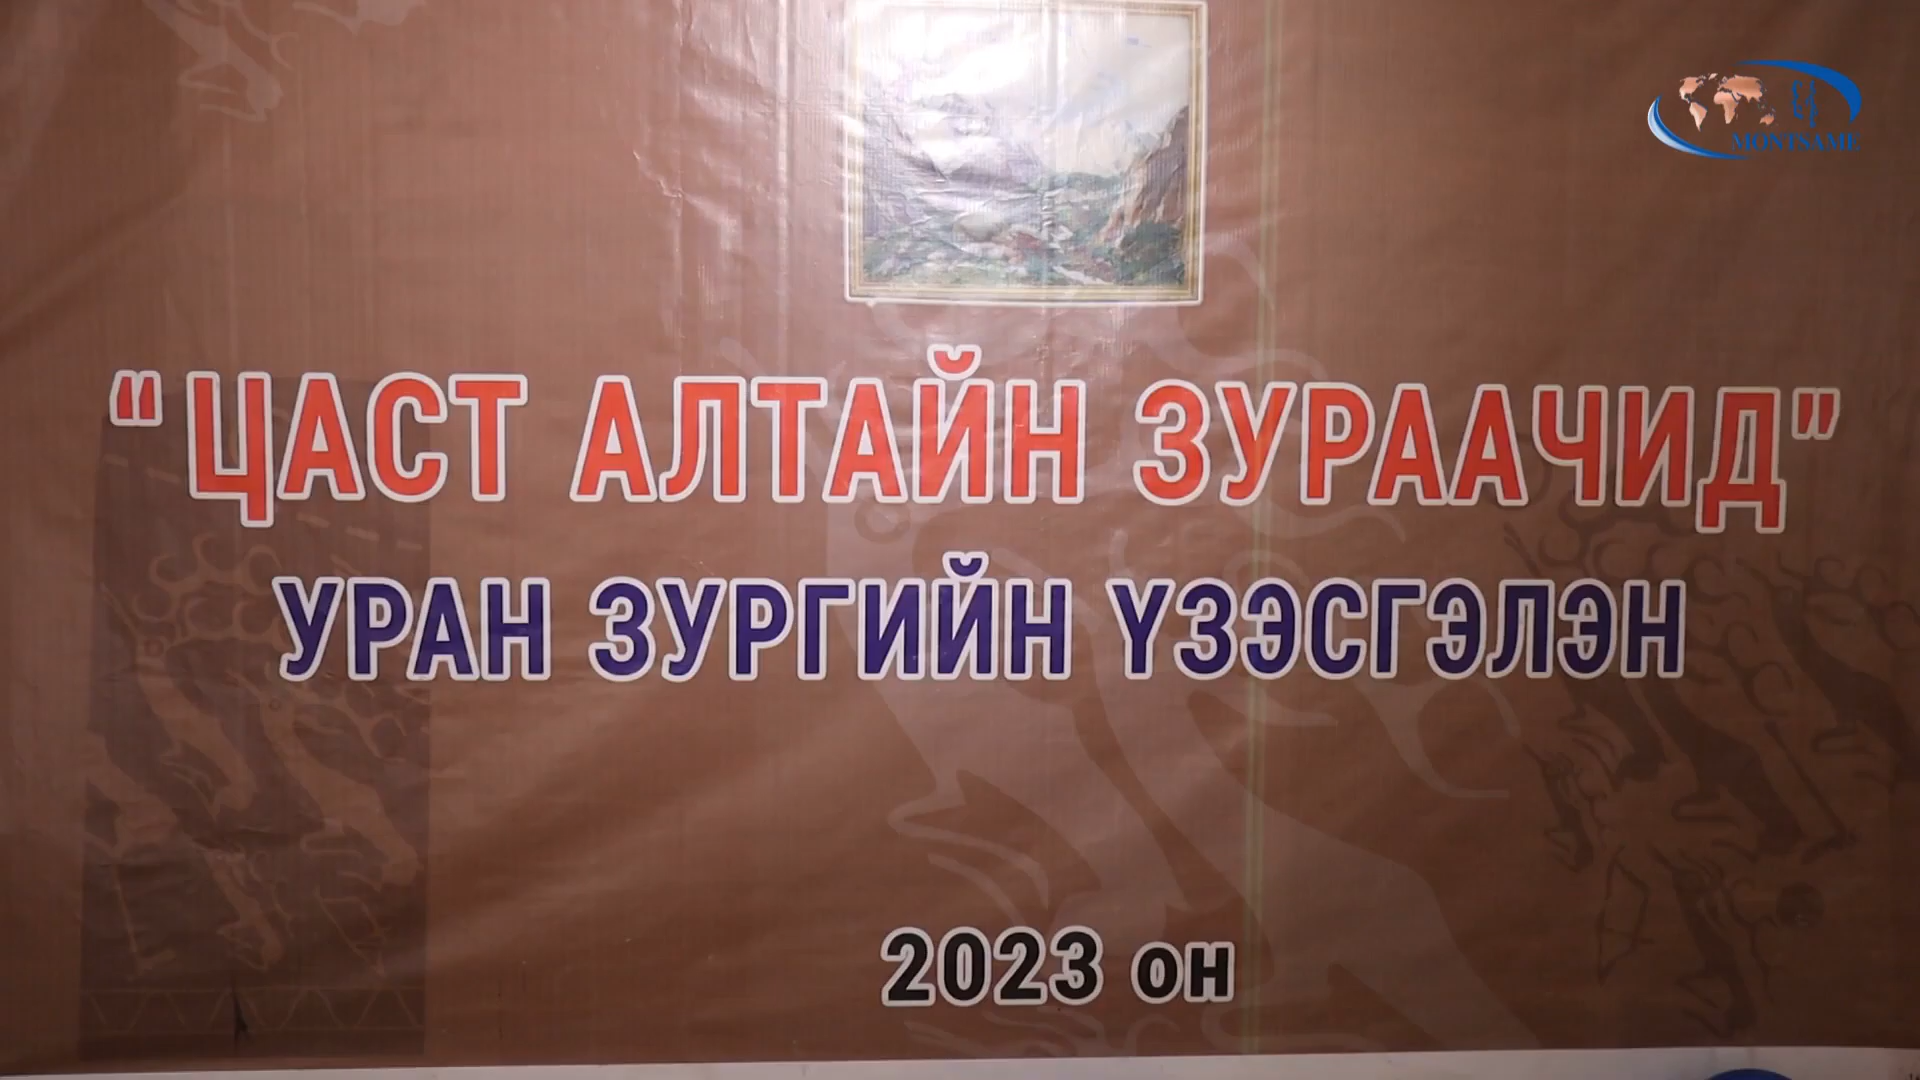 MONTSAME
“ЦАСТ АЛТАЙН ЗУРААЧИД”
УРАН ЗУРГИЙН ҮЗЭСГЭЛЭН
2023 он